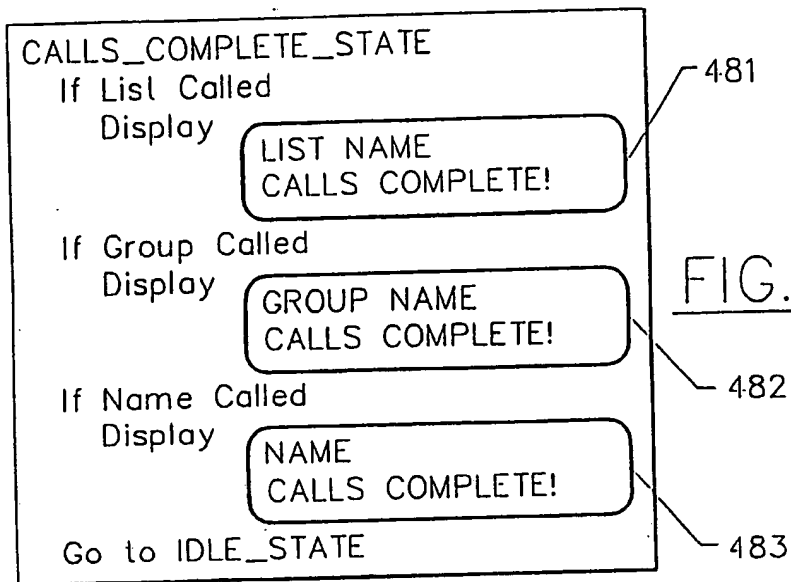 CALLS_COMPLETE_STATE
If List Called
Display
LIST NAME
CALLS COMPLETE!
481
If Group Called
Display
GROUP NAME
CALLS COMPLETE!
482
FIG.
If Name Called
Display
NAME
CALLS COMPLETE!
483
Go to IDLE_STATE